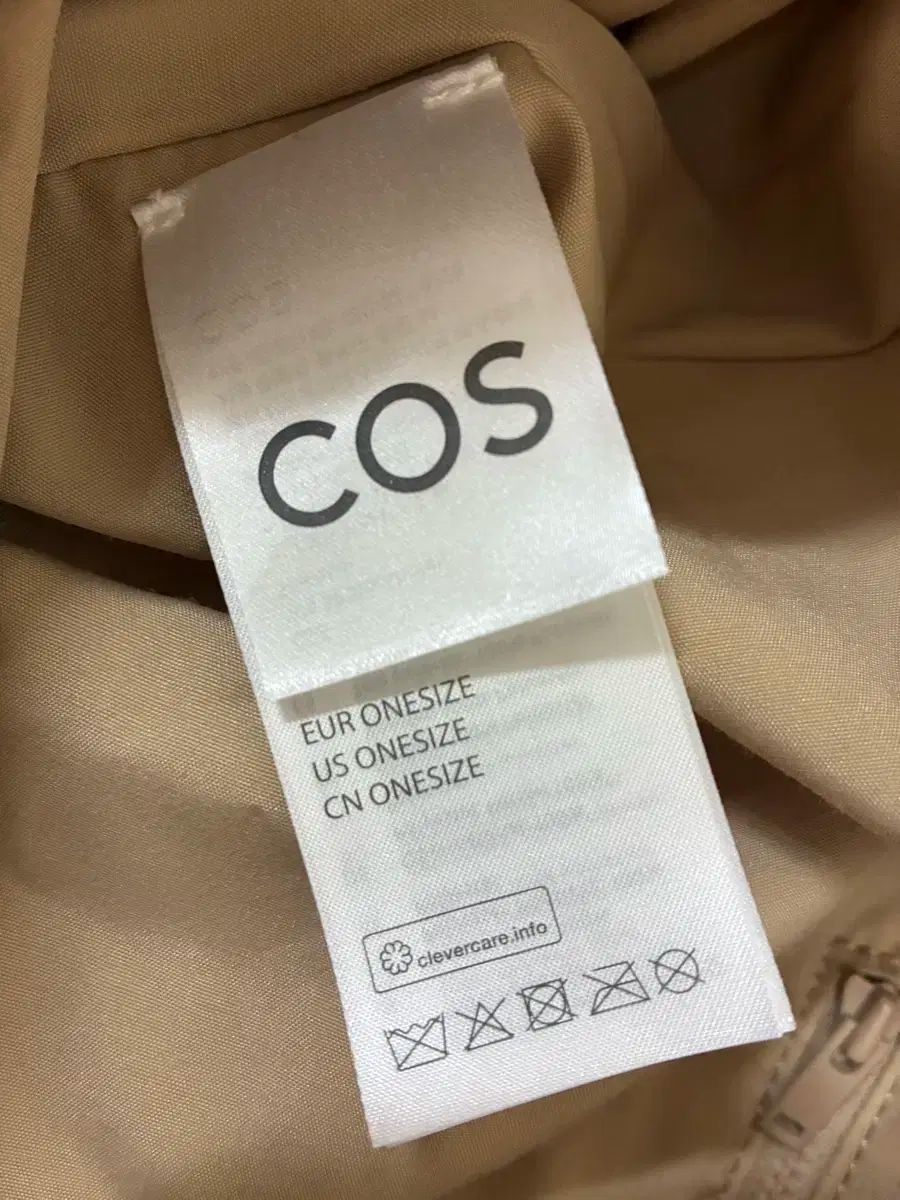 COS
EUR ONESIZE
US ONESIZE
CN ONESIZE
clevercare.info